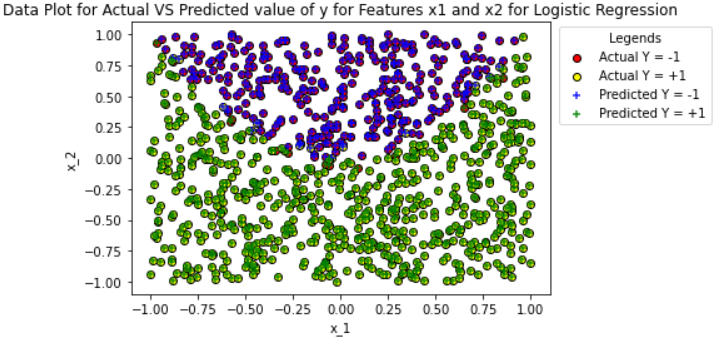 Data Plot for Actual VS Predicted value of y for Features x1 and x2 for Logistic Regression
Legends
Actual Y = -1
Actual Y = +1
Predicted Y = -1
Predicted Y = +1
1.00
0.75
0.50
0.25
0.00
−0.25
−0.50
−0.75
−1.00
x_2
−1.00 −0.75 −0.50 −0.25 0.00 0.25 0.50 0.75 1.00
x_1